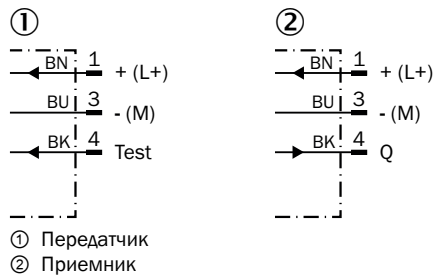 ① ②
BN 1 + (L+) BN 1 + (L+)
BU 3 - (M) BU 3 - (M)
BK 4 Test BK 4 Q
① Передатчик
② Приемник